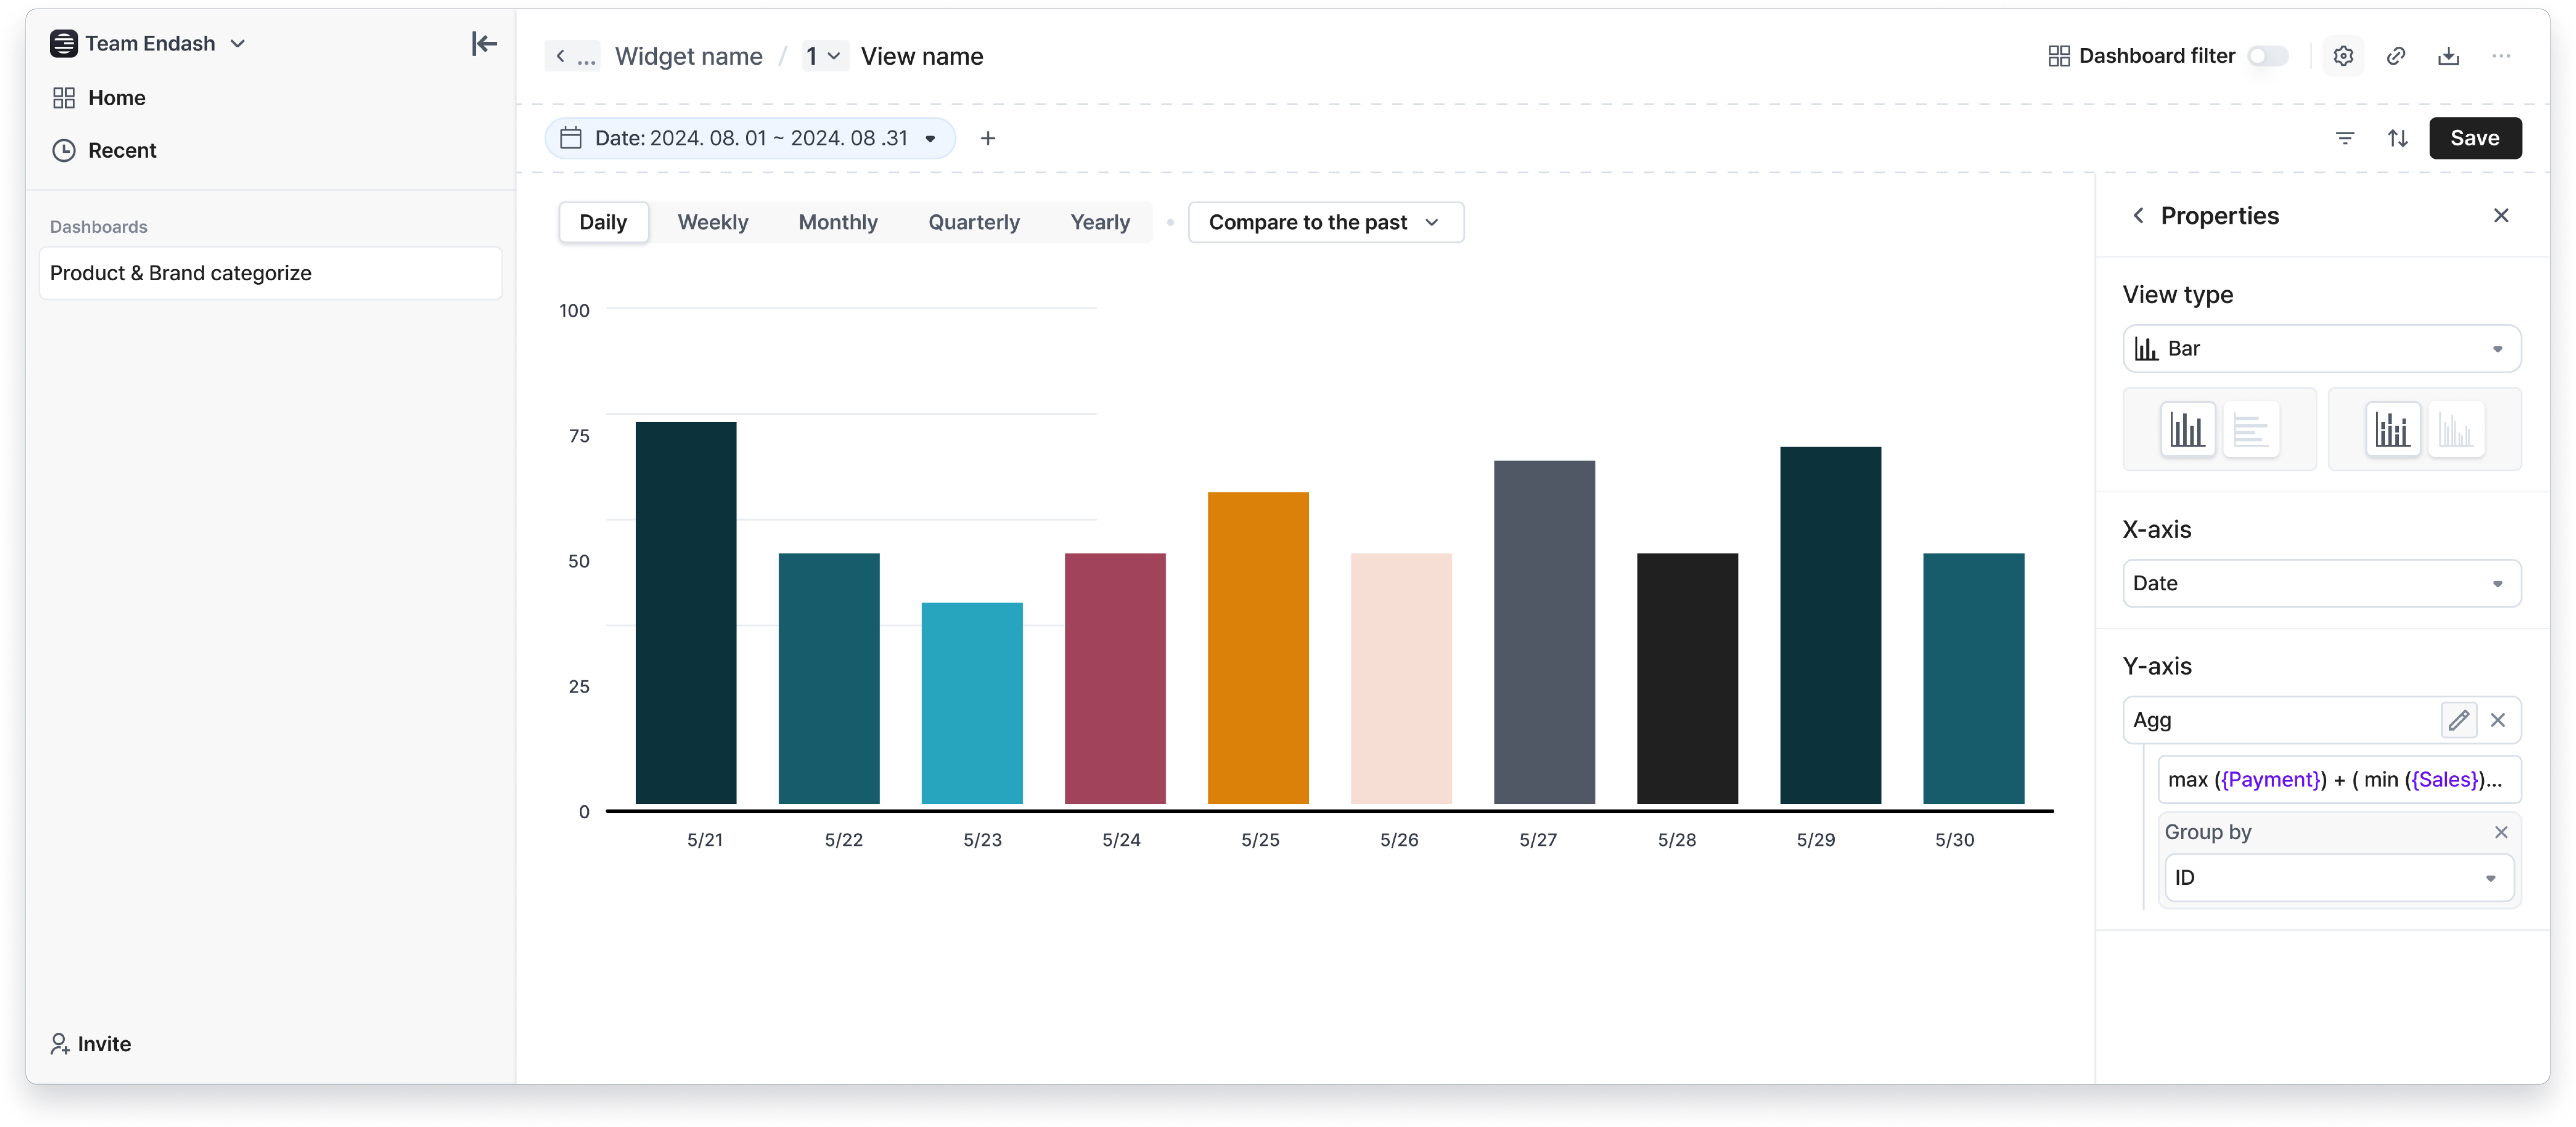 Team Endash
Home
Recent
Dashboards
Product & Brand categorize
Invite
... Widget name / 1 View name
Dashboard filter
Date: 2024. 08. 01 ~ 2024. 08 .31
Save
Daily Weekly Monthly Quarterly Yearly
Compare to the past
100
75
50
25
0
5/21 5/22 5/23 5/24 5/25 5/26 5/27 5/28 5/29 5/30
Properties
View type
Bar
X-axis
Date
Y-axis
Agg
max ({Payment}) + ( min ({Sales})...
Group by
ID